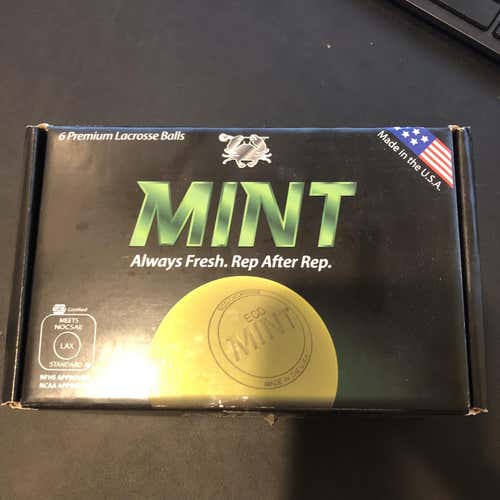 6 Premium Lacrosse Balls
Made in the U.S.A.
MINT
Always Fresh. Rep After Rep.
Certified
MEETS
NOCSAE
LAX
STANDARD
NFHS APPROVED
NCAA APPROVED
ECO
MINT
MADE IN THE U.S.A.